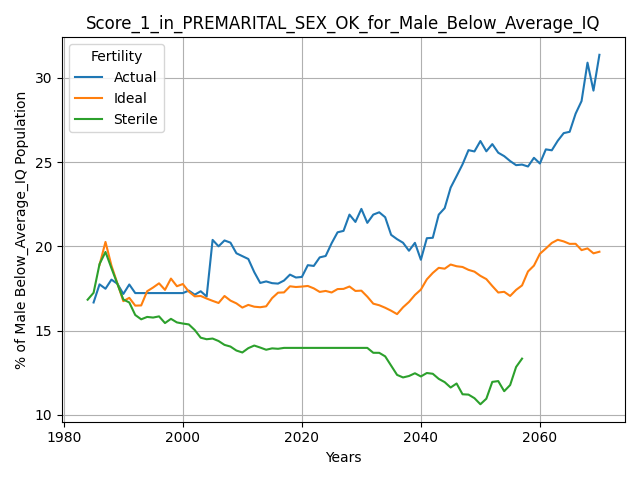 Score_1_in_PREMARITAL_SEX_OK_for_Male_Below_Average_IQ
Fertility
Actual
Ideal
Sterile
% of Male Below_Average_IQ Population
30
25
20
15
10
1980
2000
2020
2040
2060
Years